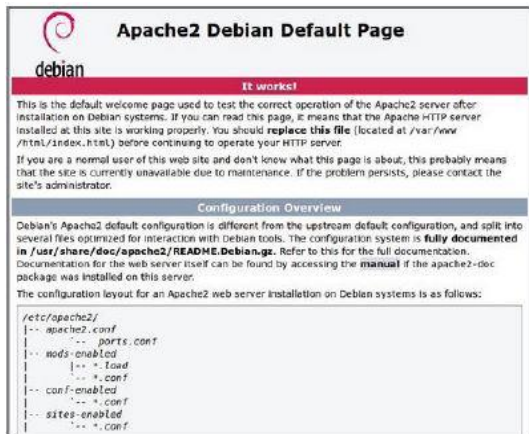 Apache2 Debian Default Page
debian
It works!
This is the default welcome page used to test the correct operation of the Apache2 server after
installation on Debian systems. If you can read this page, it means that the Apache HTTP server
installed at this site is working properly. You should replace this file (located at /var/www
/html/index.html) before continuing to operate your HTTP server.
If you are a normal user of this web site and don't know what this page is about, this probably means
that the site is currently unavailable due to maintenance. If the problem persists, please contact the
site's administrator.
Configuration Overview
Debian's Apache2 default configuration is different from the upstream default configuration, and split into
several files optimized for interaction with Debian tools. The configuration system is fully documented
in /usr/share/doc/apache2/README.Debian.gz. Refer to this for the full documentation.
Documentation for the web server itself can be found by accessing the manual if the apache2-doc
package was installed on this server.
The configuration layout for an Apache2 web server installation on Debian systems is as follows:
/etc/apache2/
|-- apache2.conf
|       `--  ports.conf
|-- mods-enabled
|       |-- *.load
|       `-- *.conf
|-- conf-enabled
|       `-- *.conf
|-- sites-enabled
|       `-- *.conf